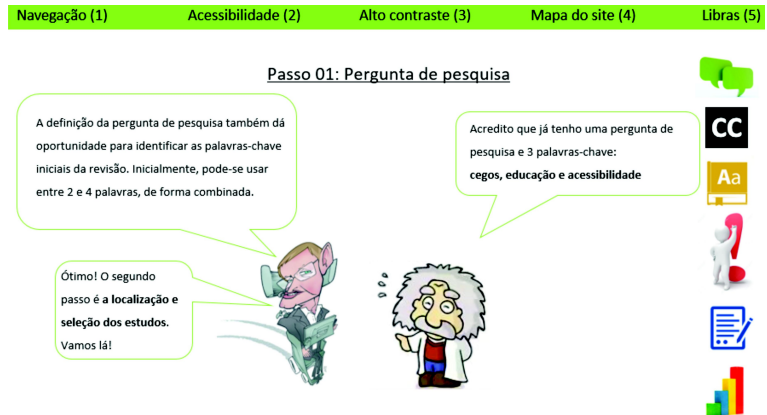 Navegação (1) Acessibilidade (2) Alto contraste (3) Mapa do site (4) Libras (5)
Passo 01: Pergunta de pesquisa
A definição da pergunta de pesquisa também dá
oportunidade para identificar as palavras-chave
iniciais da revisão. Inicialmente, pode-se usar
entre 2 e 4 palavras, de forma combinada.
Acredito que já tenho uma pergunta de
pesquisa e 3 palavras-chave:
cegos, educação e acessibilidade
Ótimo! O segundo
passo é a localização e
seleção dos estudos.
Vamos lá!
CC
Aa